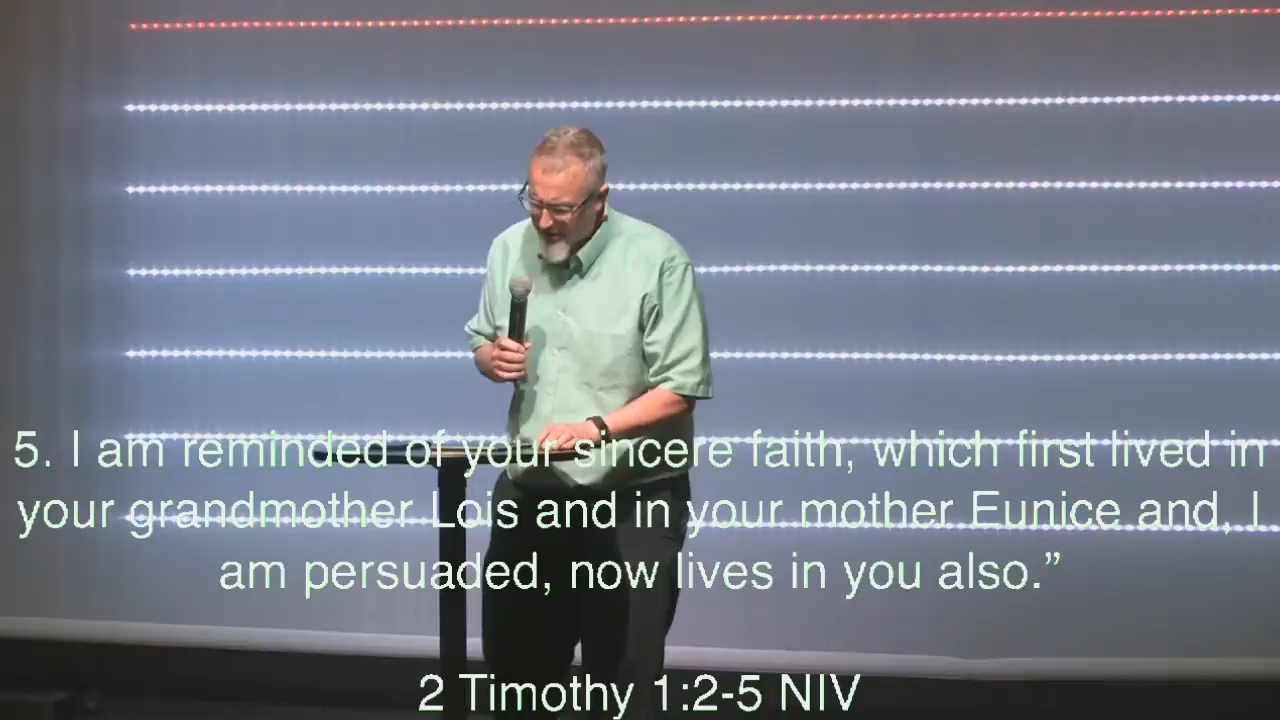 5. I am reminded of your sincere faith, which first lived in
your grandmother Lois and in your mother Eunice and, I
am persuaded, now lives in you also.”
2 Timothy 1:2-5 NIV